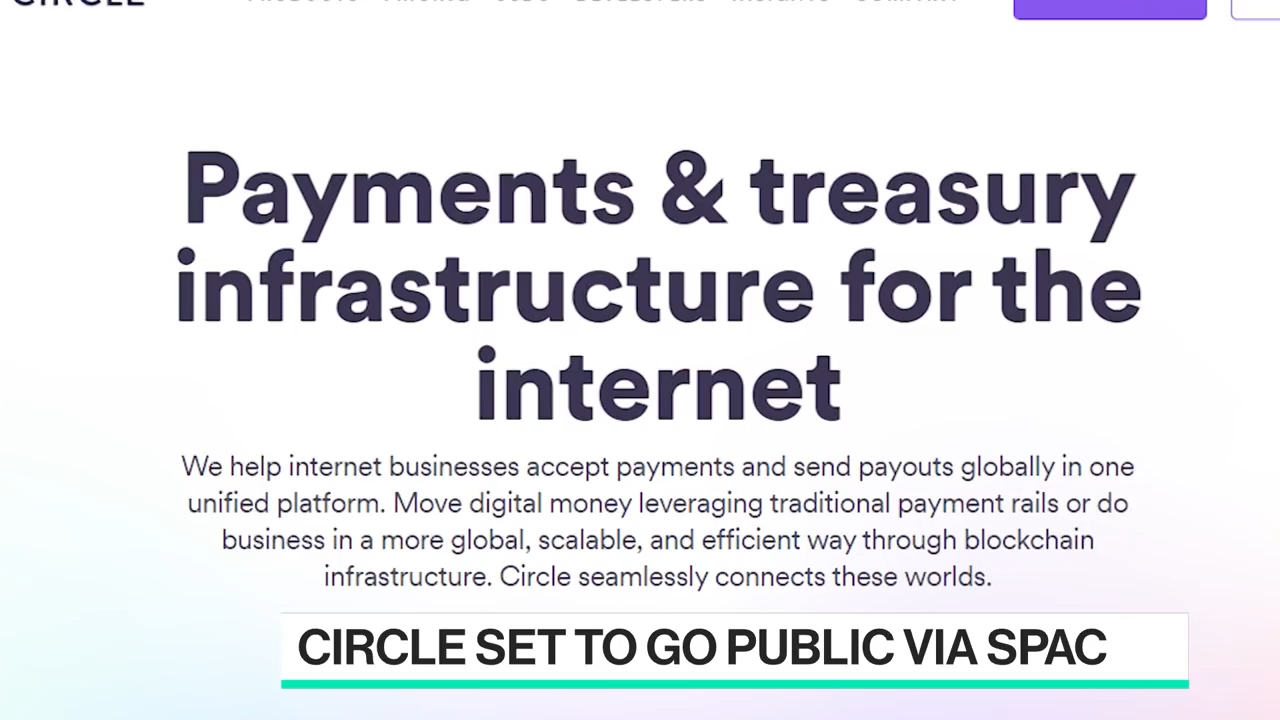 CIRCLE
Payments & treasury
infrastructure for the
internet
We help internet businesses accept payments and send payouts globally in one
unified platform. Move digital money leveraging traditional payment rails or do
business in a more global, scalable, and efficient way through blockchain
infrastructure. Circle seamlessly connects these worlds.
CIRCLE SET TO GO PUBLIC VIA SPAC